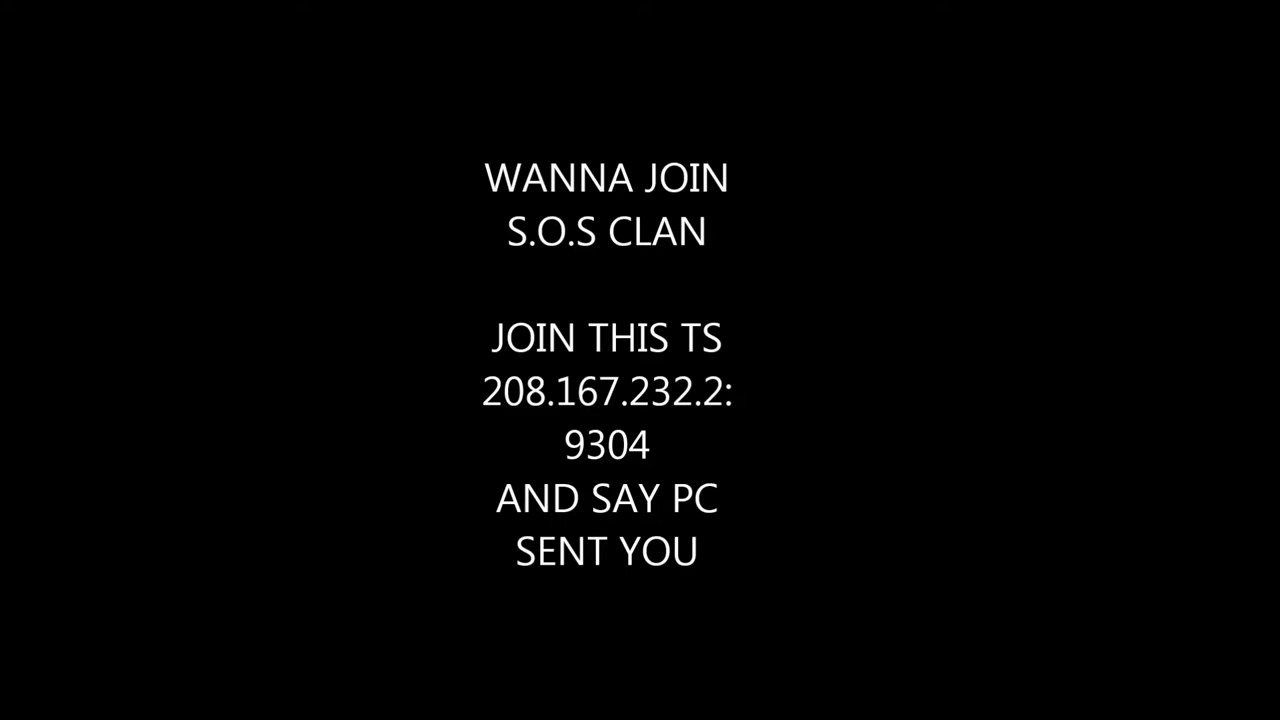 WANNA JOIN
S.O.S CLAN
JOIN THIS TS
208.167.232.2:
9304
AND SAY PC
SENT YOU